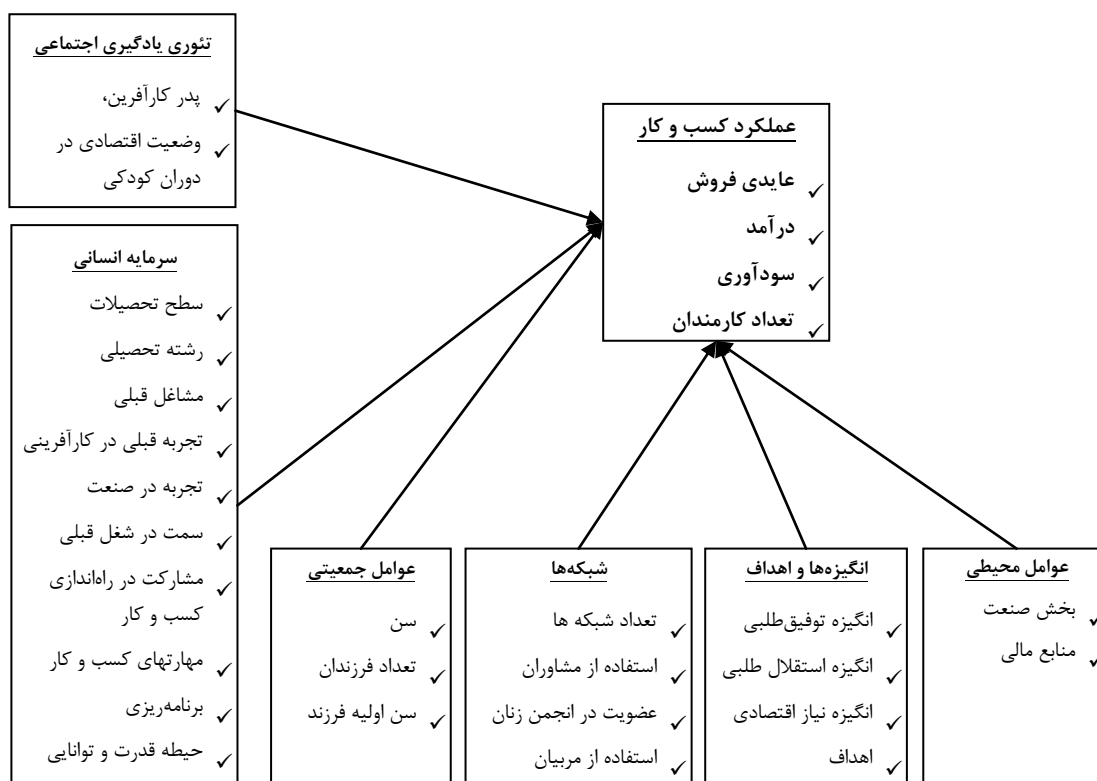 تئوری یادگیری اجتماعی
✓ پدر کارآفرین،
✓ وضعیت اقتصادی در
دوران کودکی
عملکرد کسب و کار
✓ عایدی فروش
✓ درآمد
✓ سودآوری
✓ تعداد کارمندان
سرمایه انسانی
✓ سطح تحصیلات
✓ رشته تحصیلی
✓ مشاغل قبلی
✓ تجربه قبلی در کارآفرینی
✓ تجربه در صنعت
✓ سمت در شغل قبلی
✓ مشارکت در راه‌اندازی
کسب و کار
✓ مهارتهای کسب و کار
✓ برنامه‌ریزی
✓ حیطه قدرت و توانایی
عوامل جمعیتی
✓ سن
✓ تعداد فرزندان
✓ سن اولیه فرزند
شبکه‌ها
✓ تعداد شبکه ها
✓ استفاده از مشاوران
✓ عضویت در انجمن زنان
✓ استفاده از مربیان
انگیزه‌ها و اهداف
✓ انگیزه توفیق‌طلبی
✓ انگیزه استقلال طلبی
✓ انگیزه نیاز اقتصادی
✓ اهداف
عوامل محیطی
✓ بخش صنعت
✓ منابع مالی